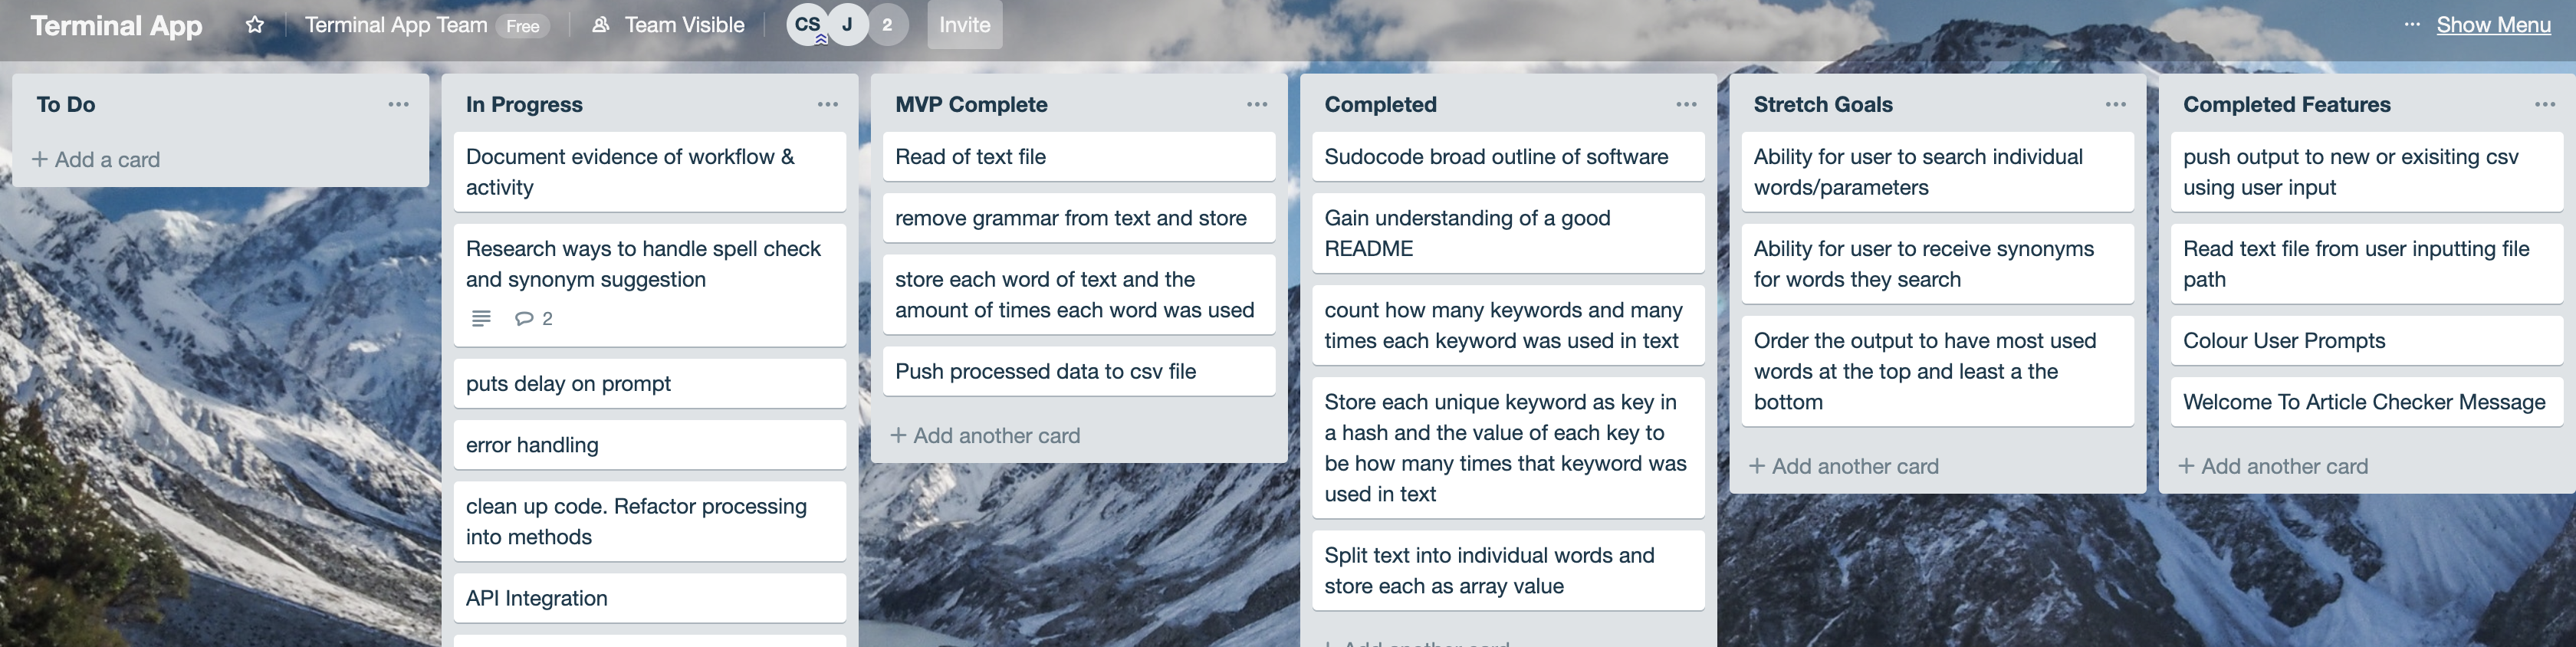 Terminal App
Terminal App Team Free
Team Visible
CS J 2
Invite
... Show Menu
To Do
+ Add a card
In Progress
Document evidence of workflow &
activity
Research ways to handle spell check
and synonym suggestion
2
puts delay on prompt
error handling
clean up code. Refactor processing
into methods
API Integration
MVP Complete
Read of text file
remove grammar from text and store
store each word of text and the
amount of times each word was used
Push processed data to csv file
+ Add another card
Completed
Sudocode broad outline of software
Gain understanding of a good
README
count how many keywords and many
times each keyword was used in text
Store each unique keyword as key in
a hash and the value of each key to
be how many times that keyword was
used in text
Split text into individual words and
store each as array value
+ Add another card
Stretch Goals
Ability for user to search individual
words/parameters
Ability for user to receive synonyms
for words they search
Order the output to have most used
words at the top and least a the
bottom
+ Add another card
Completed Features
push output to new or exisiting csv
using user input
Read text file from user inputting file
path
Colour User Prompts
Welcome To Article Checker Message
+ Add another card